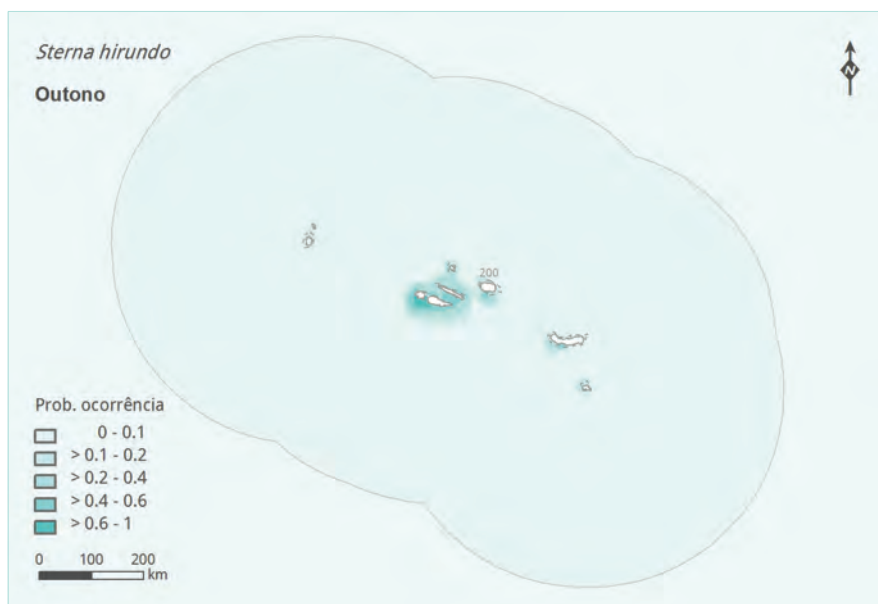 Sterna hirundo
Outono
N
200
Prob. ocorrência
0 - 0.1
> 0.1 - 0.2
> 0.2 - 0.4
> 0.4 - 0.6
> 0.6 - 1
0 100 200
km